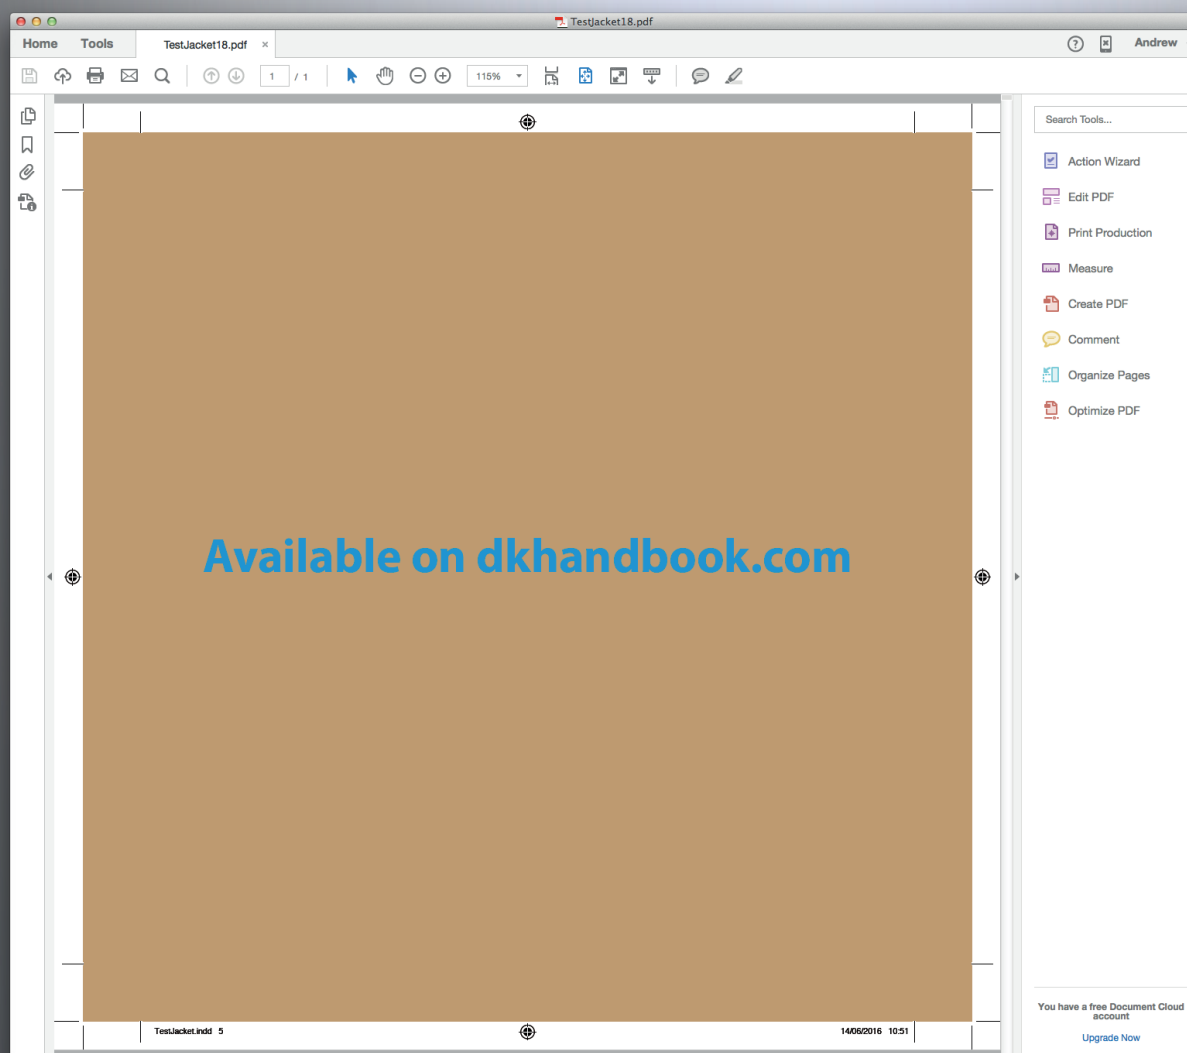 TestJacket18.pdf
Home Tools TestJacket18.pdf × Andrew
1 / 1 115%
Search Tools...
Action Wizard
Edit PDF
Print Production
Measure
Create PDF
Comment
Organize Pages
Optimize PDF
Available on dkhandbook.com
You have a free Document Cloud
account
Upgrade Now
TestJacket.indd 5 14/06/2016 10:51